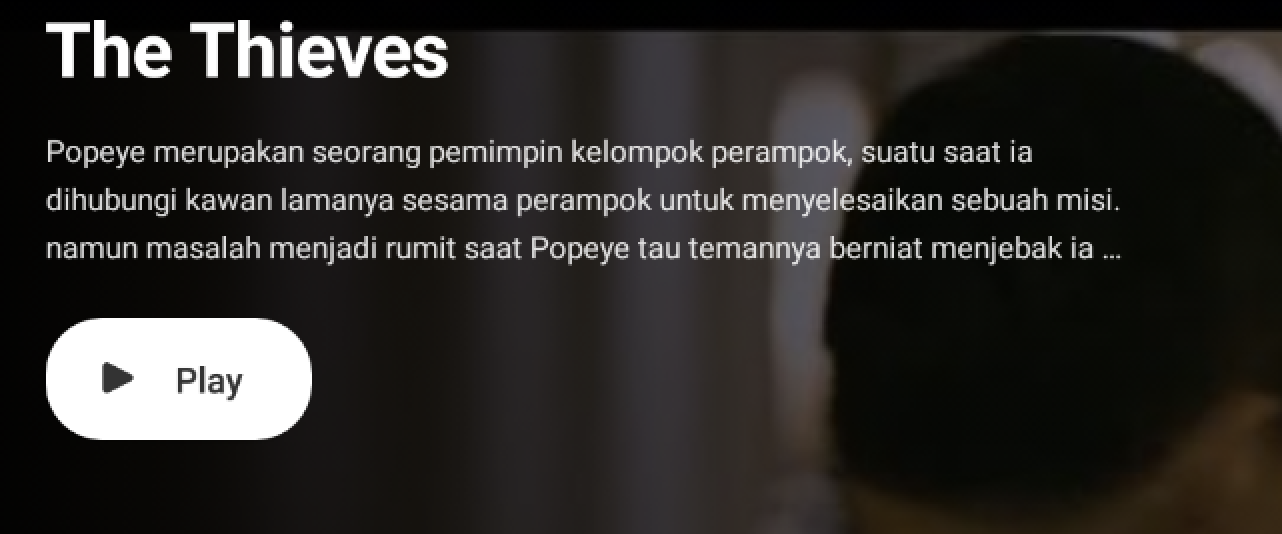 The Thieves
Popeye merupakan seorang pemimpin kelompok perampok, suatu saat ia
dihubungi kawan lamanya sesama perampok untuk menyelesaikan sebuah misi.
namun masalah menjadi rumit saat Popeye tau temannya berniat menjebak ia ...
Play